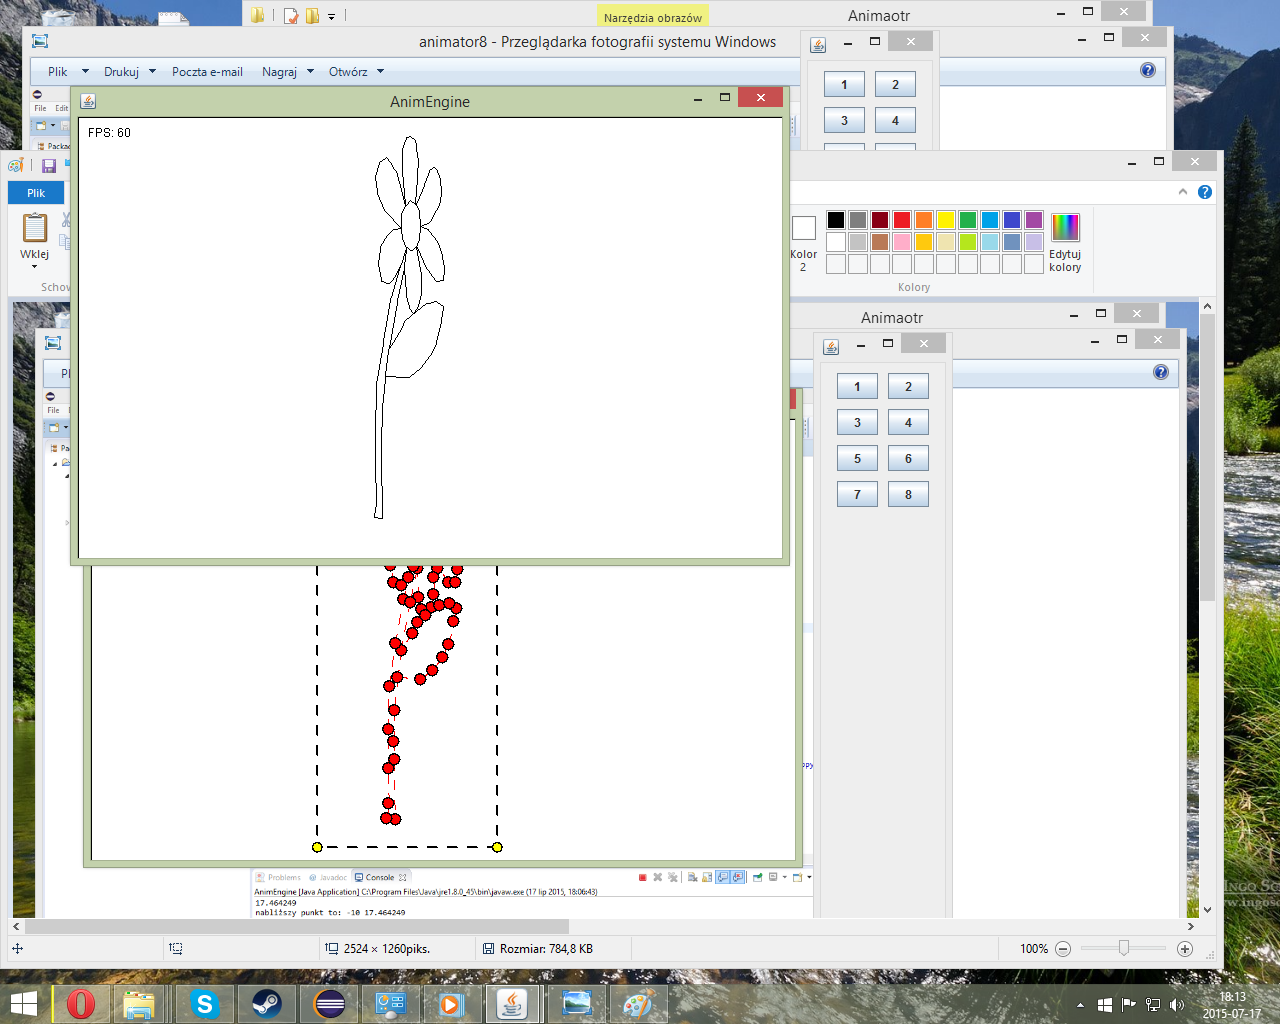 Narzędzia obrazów
Animaotr
animator8 - Przeglądarka fotografii systemu Windows
Plik
Drukuj
Poczta e-mail
Nagraj
Otwórz
1
2
3
4
File
Edit
AnimEngine
FPS: 60
Plik
Wklej
Kolor
2
Edytuj
kolory
Kolory
Animaotr
1
2
3
4
5
6
7
8
File
Problems
Javadoc
Console
AnimEngine [Java Application] C:\Program Files\Java\jre1.8.0_45\bin\javaw.exe (17 lip 2015, 18:06:43)
17.464249
nabliższy punkt to: -10 17.464249
2524 × 1260piks.
Rozmiar: 784,8 KB
100%
18:13
2015-07-17